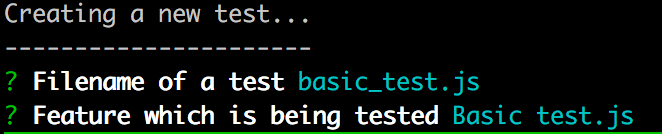 Creating a new test...
----------------------
? Filename of a test basic_test.js
? Feature which is being tested Basic test.js